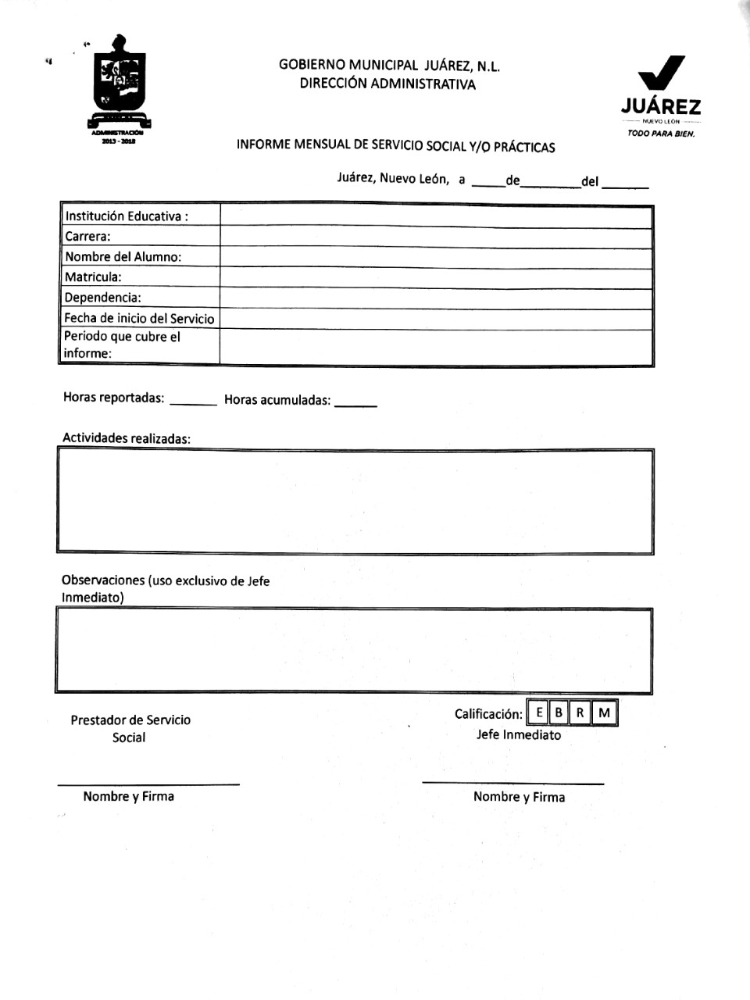 GOBIERNO MUNICIPAL JUÁREZ, N.L.
DIRECCIÓN ADMINISTRATIVA
ADMINISTRACIÓN
2015 - 2018
JUÁREZ
NUEVO LEÓN
TODO PARA BIEN.
INFORME MENSUAL DE SERVICIO SOCIAL Y/O PRÁCTICAS
Juárez, Nuevo León, a _____de_________del _______
Institución Educativa :
Carrera:
Nombre del Alumno:
Matricula:
Dependencia:
Fecha de inicio del Servicio
Periodo que cubre el
informe:
Horas reportadas: _______ Horas acumuladas: ______
Actividades realizadas:
Observaciones (uso exclusivo de Jefe
Inmediato)
Prestador de Servicio
Social
Calificación: E B R M
Jefe Inmediato
Nombre y Firma
Nombre y Firma